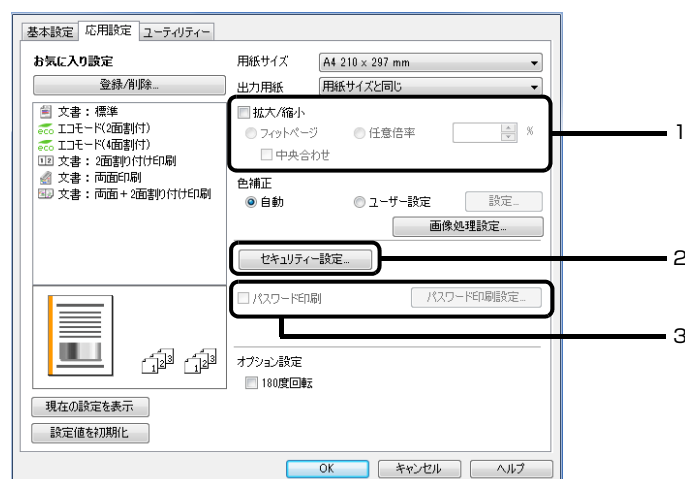 基本設定 応用設定 ユーティリティー
お気に入り設定
登録/削除...
文書：標準
eco エコモード(2面割付)
eco エコモード(4面割付)
文書：2面割り付け印刷
文書：両面印刷
文書：両面+2面割り付け印刷
1 2 3 1 2 3
現在の設定を表示
設定値を初期化
用紙サイズ A4 210 x 297 mm
出力用紙 用紙サイズと同じ
拡大/縮小
フィットページ 任意倍率 %
中央合わせ
1
色補正
自動 ユーザー設定 設定...
画像処理設定...
セキュリティー設定...
2
パスワード印刷 パスワード印刷設定...
3
オプション設定
180度回転
OK キャンセル ヘルプ